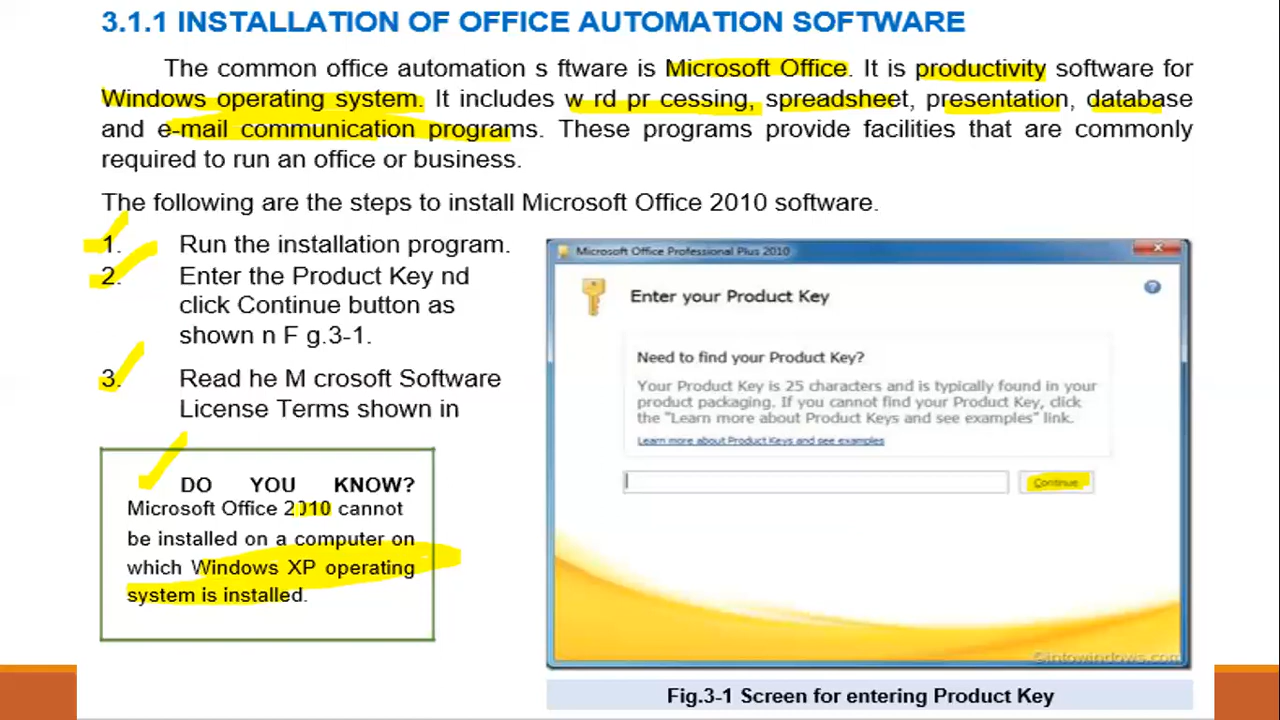 3.1.1 INSTALLATION OF OFFICE AUTOMATION SOFTWARE
The common office automation s ftware is Microsoft Office. It is productivity software for
Windows operating system. It includes w rd pr cessing, spreadsheet, presentation, database
and e-mail communication programs. These programs provide facilities that are commonly
required to run an office or business.
The following are the steps to install Microsoft Office 2010 software.
1. Run the installation program.
2. Enter the Product Key nd
click Continue button as
shown n F g.3-1.
3. Read he M crosoft Software
License Terms shown in
DO YOU KNOW?
Microsoft Office 2010 cannot
be installed on a computer on
which Windows XP operating
system is installed.
Microsoft Office Professional Plus 2010
Enter your Product Key
Need to find your Product Key?
Your Product Key is 25 characters and is typically found in your
product packaging. If you cannot find your Product Key, click
the "Learn more about Product Keys and see examples" link.
Learn more about Product Keys and see examples
Continue
©intowindows.com
Fig.3-1 Screen for entering Product Key